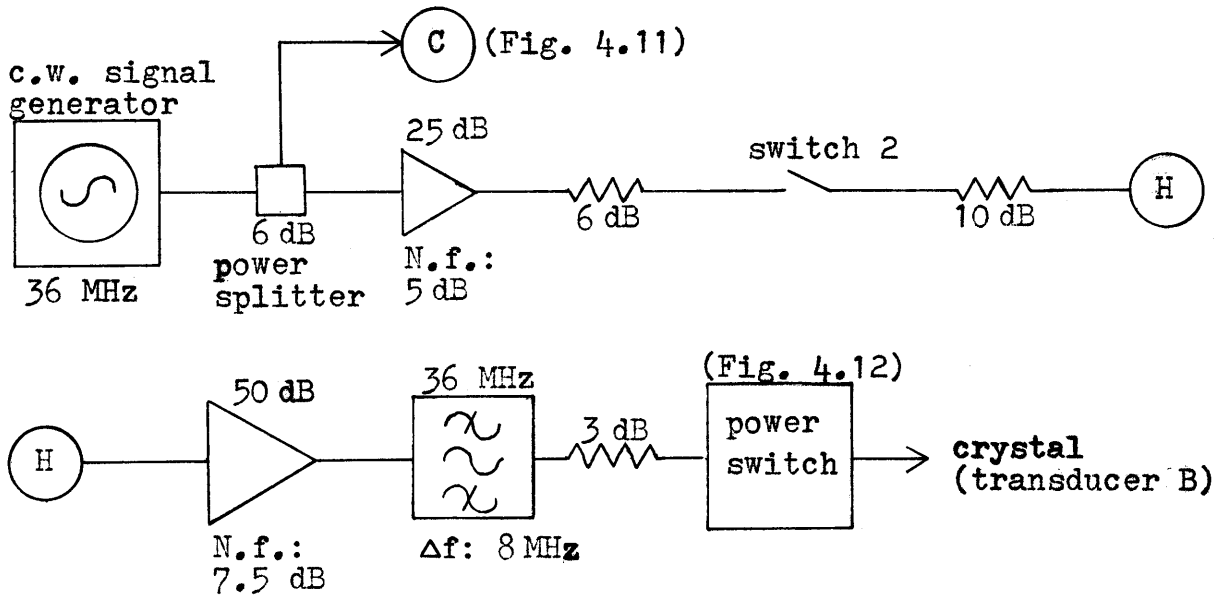 C
(Fig. 4.11)
c.w. signal
generator
36 MHz
6 dB
power
splitter
25 dB
N.f.:
5 dB
6 dB
switch 2
10 dB
H
H
50 dB
N.f.:
7.5 dB
36 MHz
Δf: 8 MHz
3 dB
(Fig. 4.12)
power
switch
crystal
(transducer B)